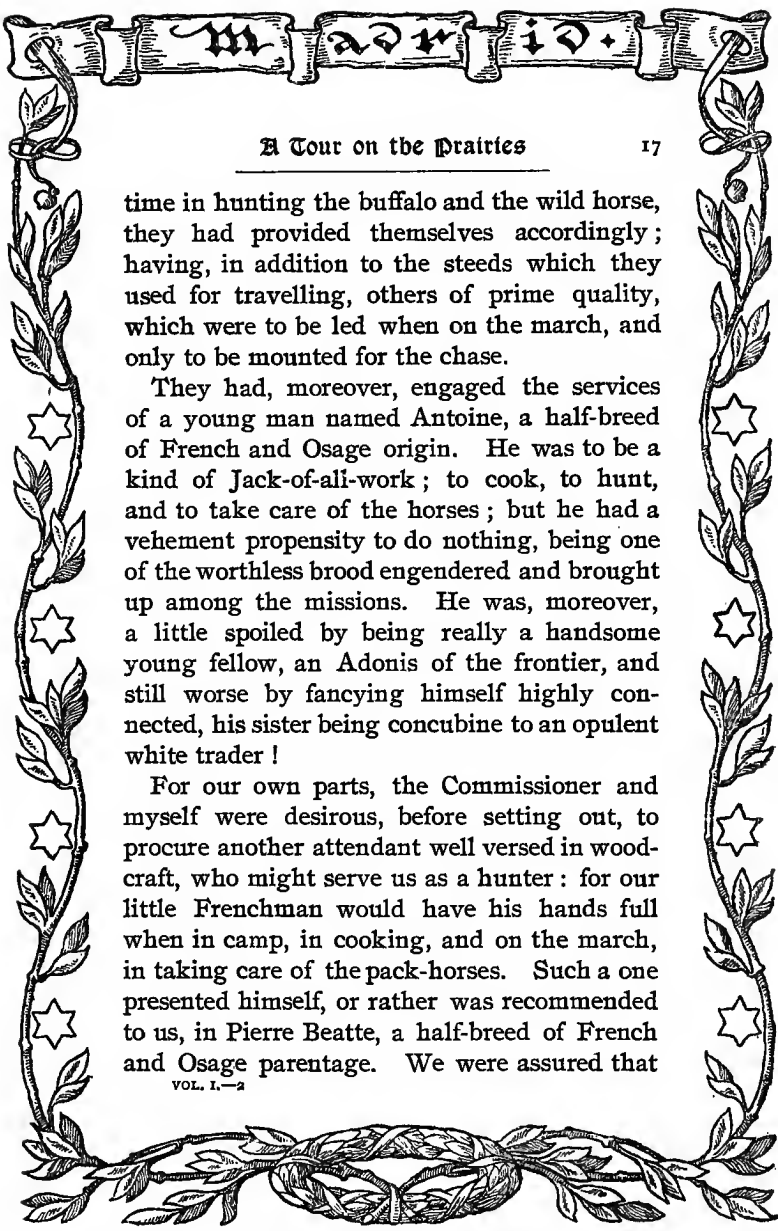 Madrid.
A Tour on the Prairies 17
time in hunting the buffalo and the wild horse,
they had provided themselves accordingly;
having, in addition to the steeds which they
used for travelling, others of prime quality,
which were to be led when on the march, and
only to be mounted for the chase.
They had, moreover, engaged the services
of a young man named Antoine, a half-breed
of French and Osage origin. He was to be a
kind of Jack-of-all-work; to cook, to hunt,
and to take care of the horses; but he had a
vehement propensity to do nothing, being one
of the worthless brood engendered and brought
up among the missions. He was, moreover,
a little spoiled by being really a handsome
young fellow, an Adonis of the frontier, and
still worse by fancying himself highly con-
nected, his sister being concubine to an opulent
white trader!
For our own parts, the Commissioner and
myself were desirous, before setting out, to
procure another attendant well versed in wood-
craft, who might serve us as a hunter: for our
little Frenchman would have his hands full
when in camp, in cooking, and on the march,
in taking care of the pack-horses. Such a one
presented himself, or rather was recommended
to us, in Pierre Beatte, a half-breed of French
and Osage parentage. We were assured that
VOL. I.—2